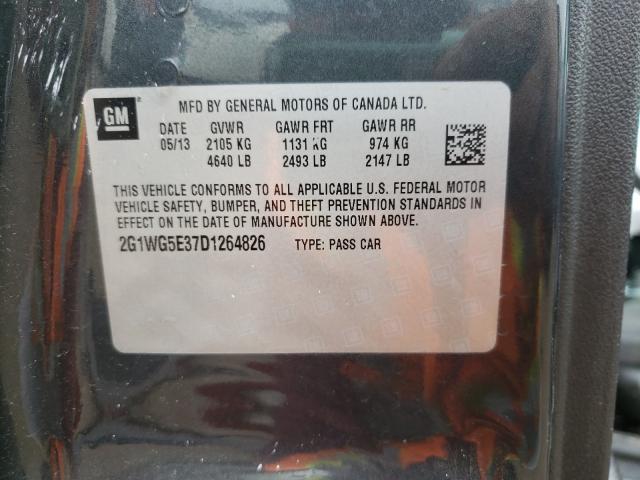 GM
MFD BY GENERAL MOTORS OF CANADA LTD.
DATE GVWR GAWR FRT GAWR RR
05/13 2105 KG 1131 KG 974 KG
4640 LB 2493 LB 2147 LB
THIS VEHICLE CONFORMS TO ALL APPLICABLE U.S. FEDERAL MOTOR
VEHICLE SAFETY, BUMPER, AND THEFT PREVENTION STANDARDS IN
EFFECT ON THE DATE OF MANUFACTURE SHOWN ABOVE.
2G1WG5E37D1264826 TYPE: PASS CAR